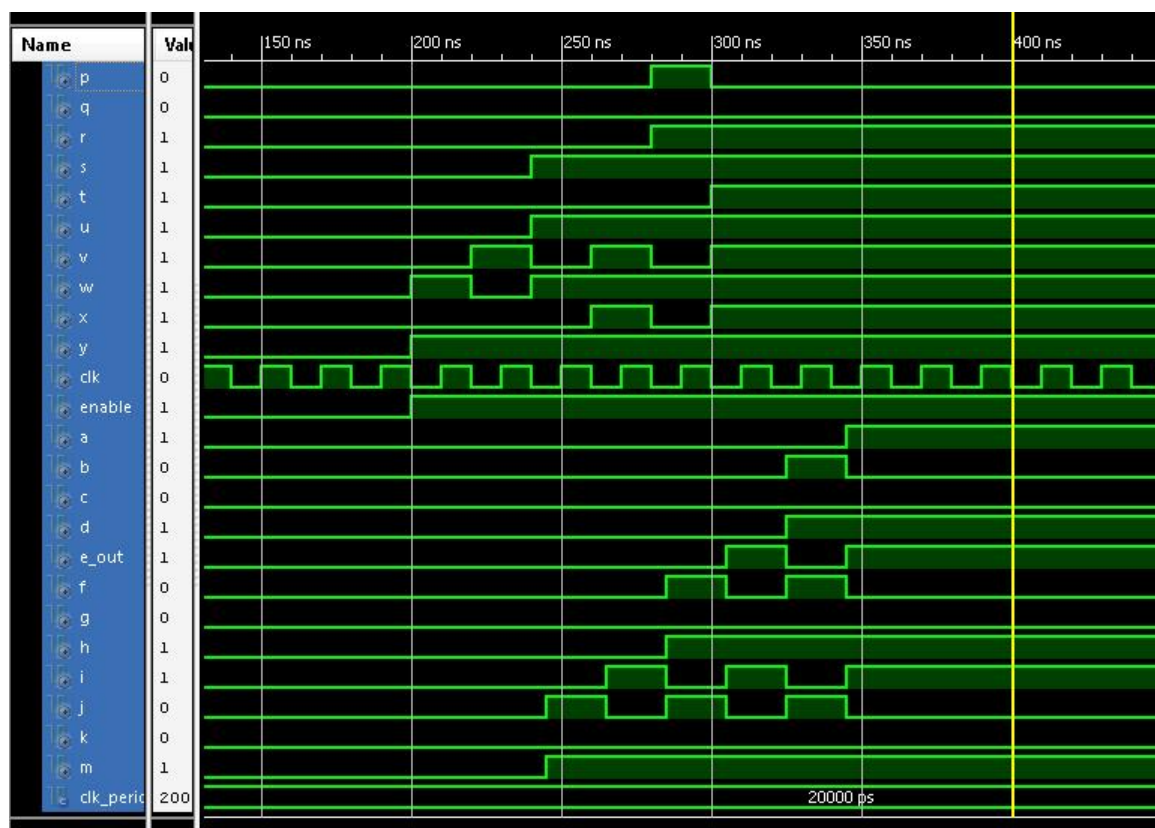 Name Valu 150 ns 200 ns 250 ns 300 ns 350 ns 400 ns
p 0
q 0
r 1
s 1
t 1
u 1
v 1
w 1
x 1
y 1
clk 0
enable 1
a 1
b 0
c 0
d 1
e_out 1
f 0
g 0
h 1
i 1
j 0
k 0
m 1
clk_peric 200 20000 ps